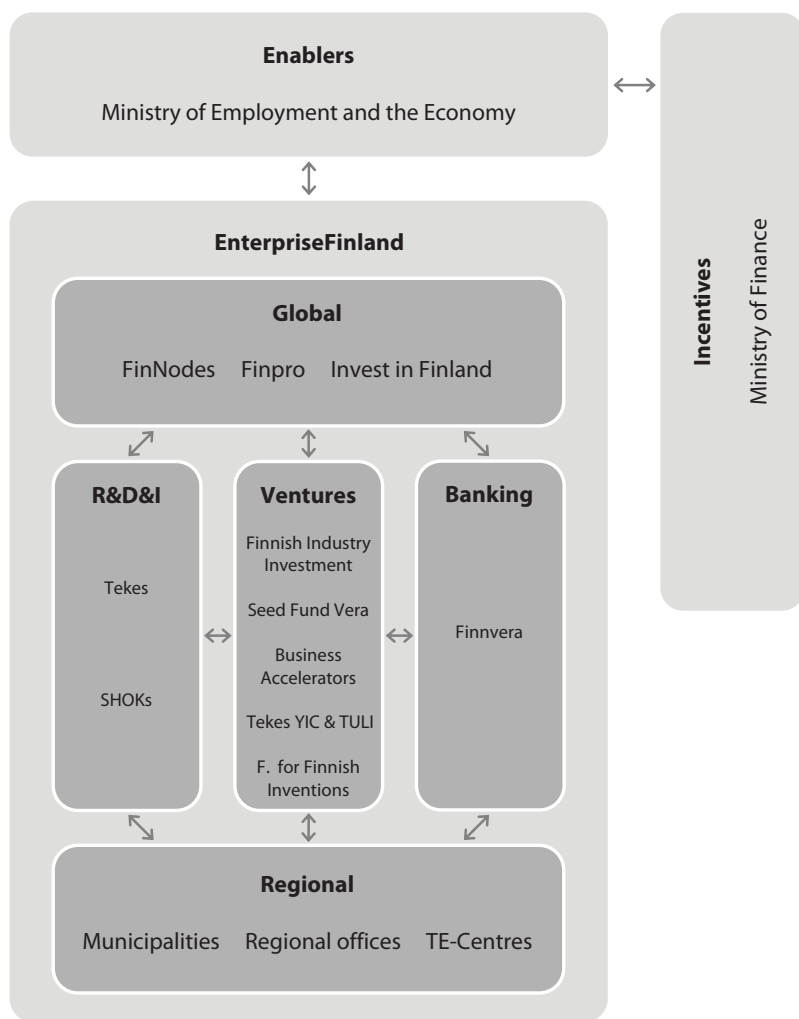 Enablers
Ministry of Employment and the Economy
Incentives
Ministry of Finance
EnterpriseFinland
Global
FinNodes Finpro Invest in Finland
R&D&I
Tekes
SHOKs
Ventures
Finnish Industry
Investment
Seed Fund Vera
Business
Accelerators
Tekes YIC & TULI
F. for Finnish
Inventions
Banking
Finnvera
Regional
Municipalities Regional offices TE-Centres